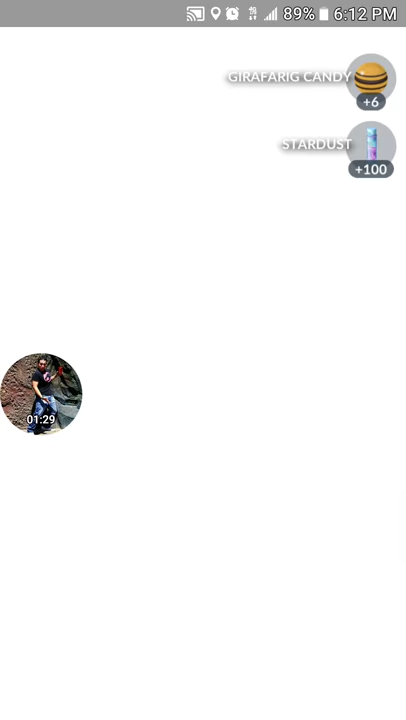 89% 6:12 PM
GIRAFARIG CANDY
+6
STARDUST
+100
01:29